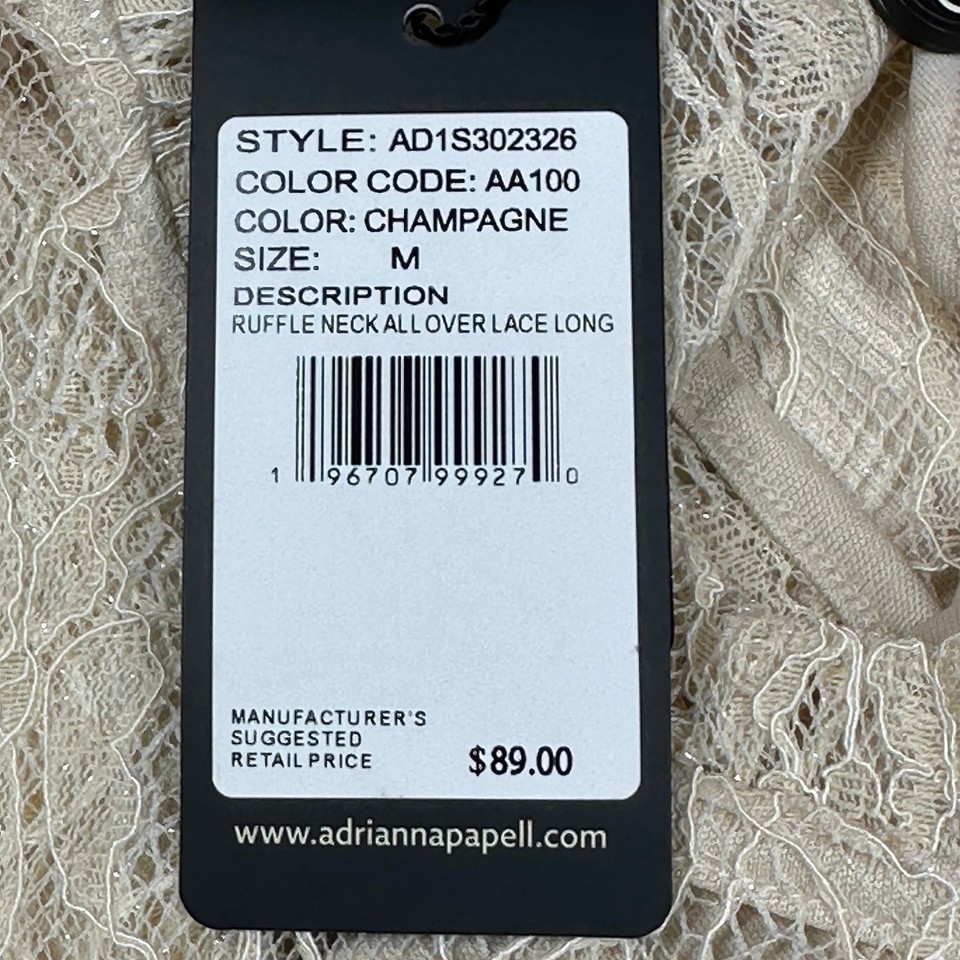 STYLE: AD1S302326
COLOR CODE: AA100
COLOR: CHAMPAGNE
SIZE: M
DESCRIPTION
RUFFLE NECK ALL OVER LACE LONG
1 96707 99927 0
MANUFACTURER'S
SUGGESTED
RETAIL PRICE $89.00
www.adriannapapell.com